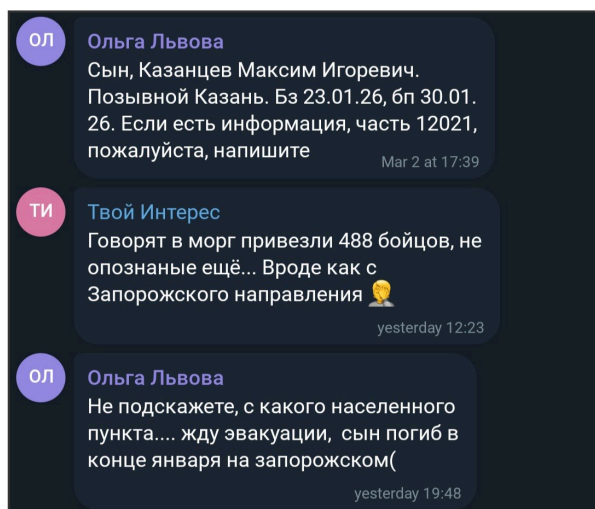 ОЛ
Ольга Львова
Сын, Казанцев Максим Игоревич.
Позывной Казань. Бз 23.01.26, бп 30.01.
26. Если есть информация, часть 12021,
пожалуйста, напишите
Mar 2 at 17:39
ТИ
Твой Интерес
Говорят в морг привезли 488 бойцов, не
опознаные ещё... Вроде как с
Запорожского направления 🤦
yesterday 12:23
ОЛ
Ольга Львова
Не подскажете, с какого населенного
пункта.... жду эвакуации, сын погиб в
конце января на запорожском(
yesterday 19:48